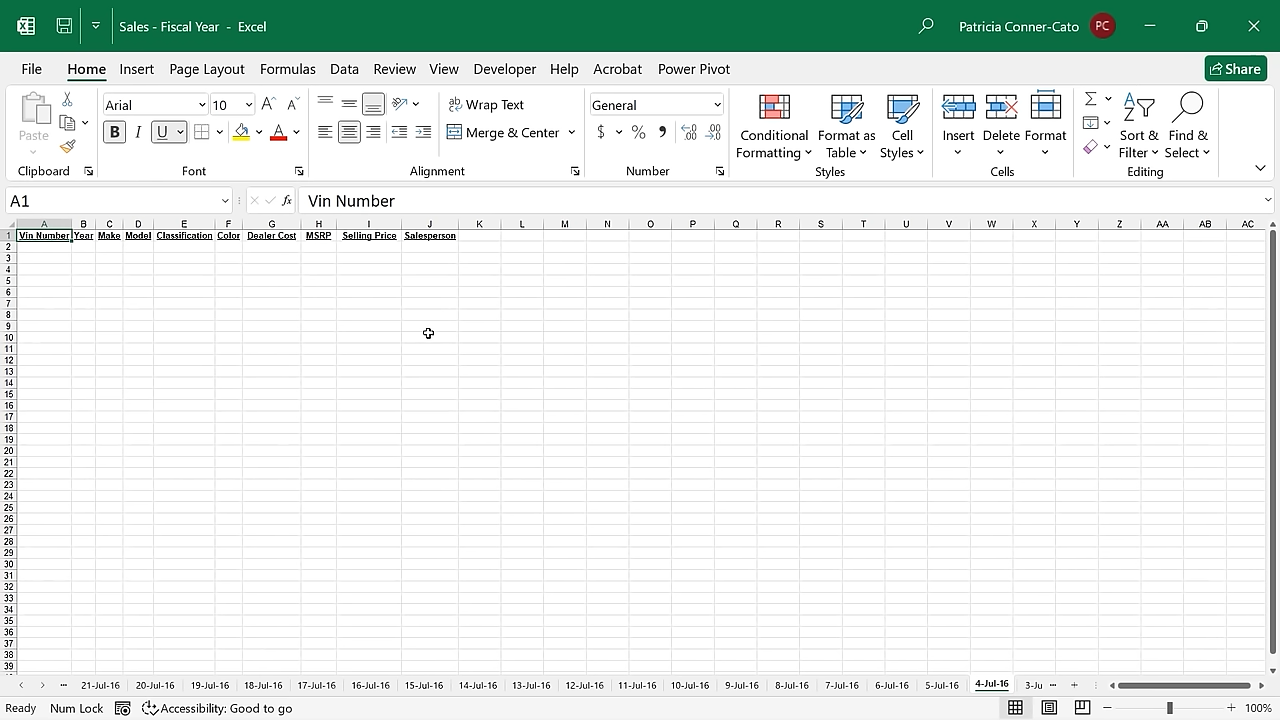 Sales - Fiscal Year - Excel
Patricia Conner-Cato PC
File Home Insert Page Layout Formulas Data Review View Developer Help Acrobat Power Pivot Share
Paste
Clipboard
Arial 10
B I U
Font
Wrap Text
Merge & Center
Alignment
General
$ % 9
Number
Conditional Formatting
Format as Table
Cell Styles
Styles
Insert Delete Format
Cells
Sort & Filter
Find & Select
Editing
A1 fx Vin Number
A B C D E F G H I J K L M N O P Q R S T U V W X Y Z AA AB AC
1 Vin Number Year Make Model Classification Color Dealer Cost MSRP Selling Price Salesperson
2
3
4
5
6
7
8
9
10
11
12
13
14
15
16
17
18
19
20
21
22
23
24
25
26
27
28
29
30
31
32
33
34
35
36
37
38
39
21-Jul-16 20-Jul-16 19-Jul-16 18-Jul-16 17-Jul-16 16-Jul-16 15-Jul-16 14-Jul-16 13-Jul-16 12-Jul-16 11-Jul-16 10-Jul-16 9-Jul-16 8-Jul-16 7-Jul-16 6-Jul-16 5-Jul-16 4-Jul-16 3-Ju
Ready Num Lock Accessibility: Good to go 100%